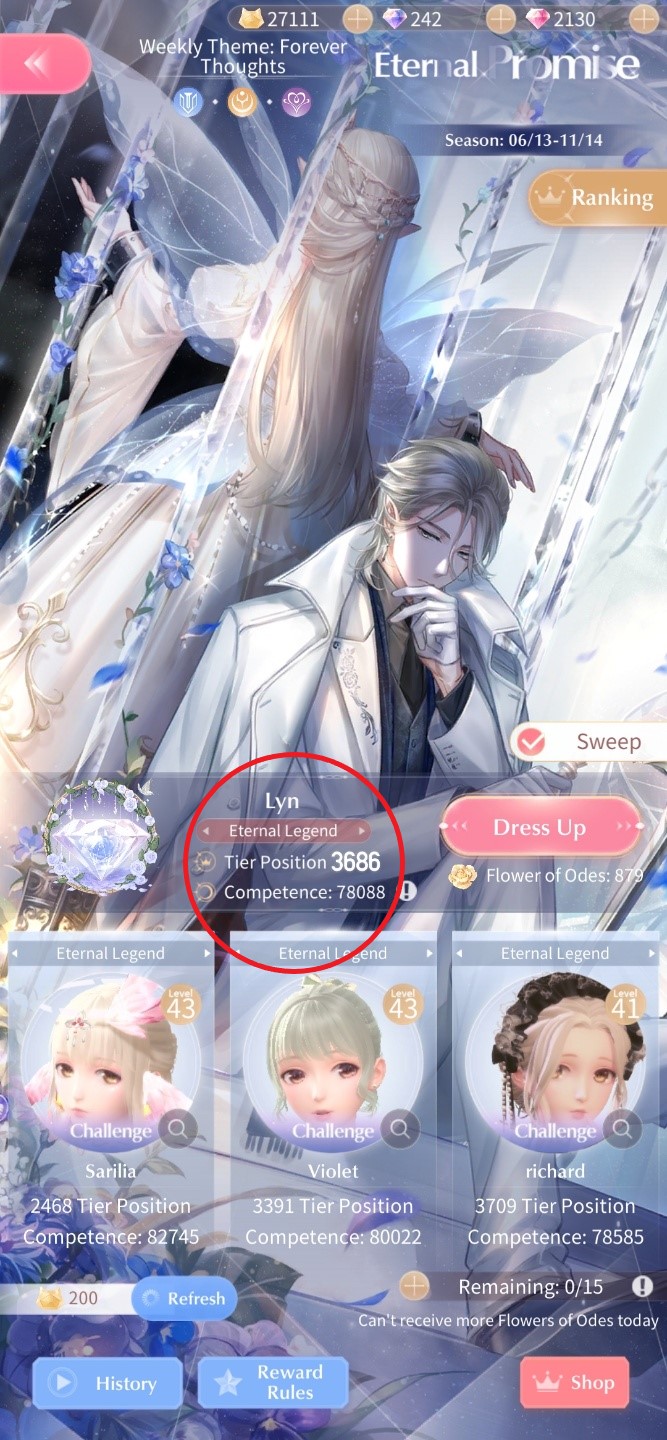 27111
242
2130
Weekly Theme: Forever
Thoughts
Eternal Promise
Season: 06/13-11/14
Ranking
Sweep
Lyn
Eternal Legend
Tier Position 3686
Competence: 78088
Dress Up
Flower of Odes: 879
Eternal Legend
Level
43
Challenge
Sarilia
2468 Tier Position
Competence: 82745
Eternal Legend
Level
43
Challenge
Violet
3391 Tier Position
Competence: 80022
Eternal Legend
Level
41
Challenge
richard
3709 Tier Position
Competence: 78585
200
Refresh
Remaining: 0/15
Can't receive more Flowers of Odes today
History
Reward
Rules
Shop